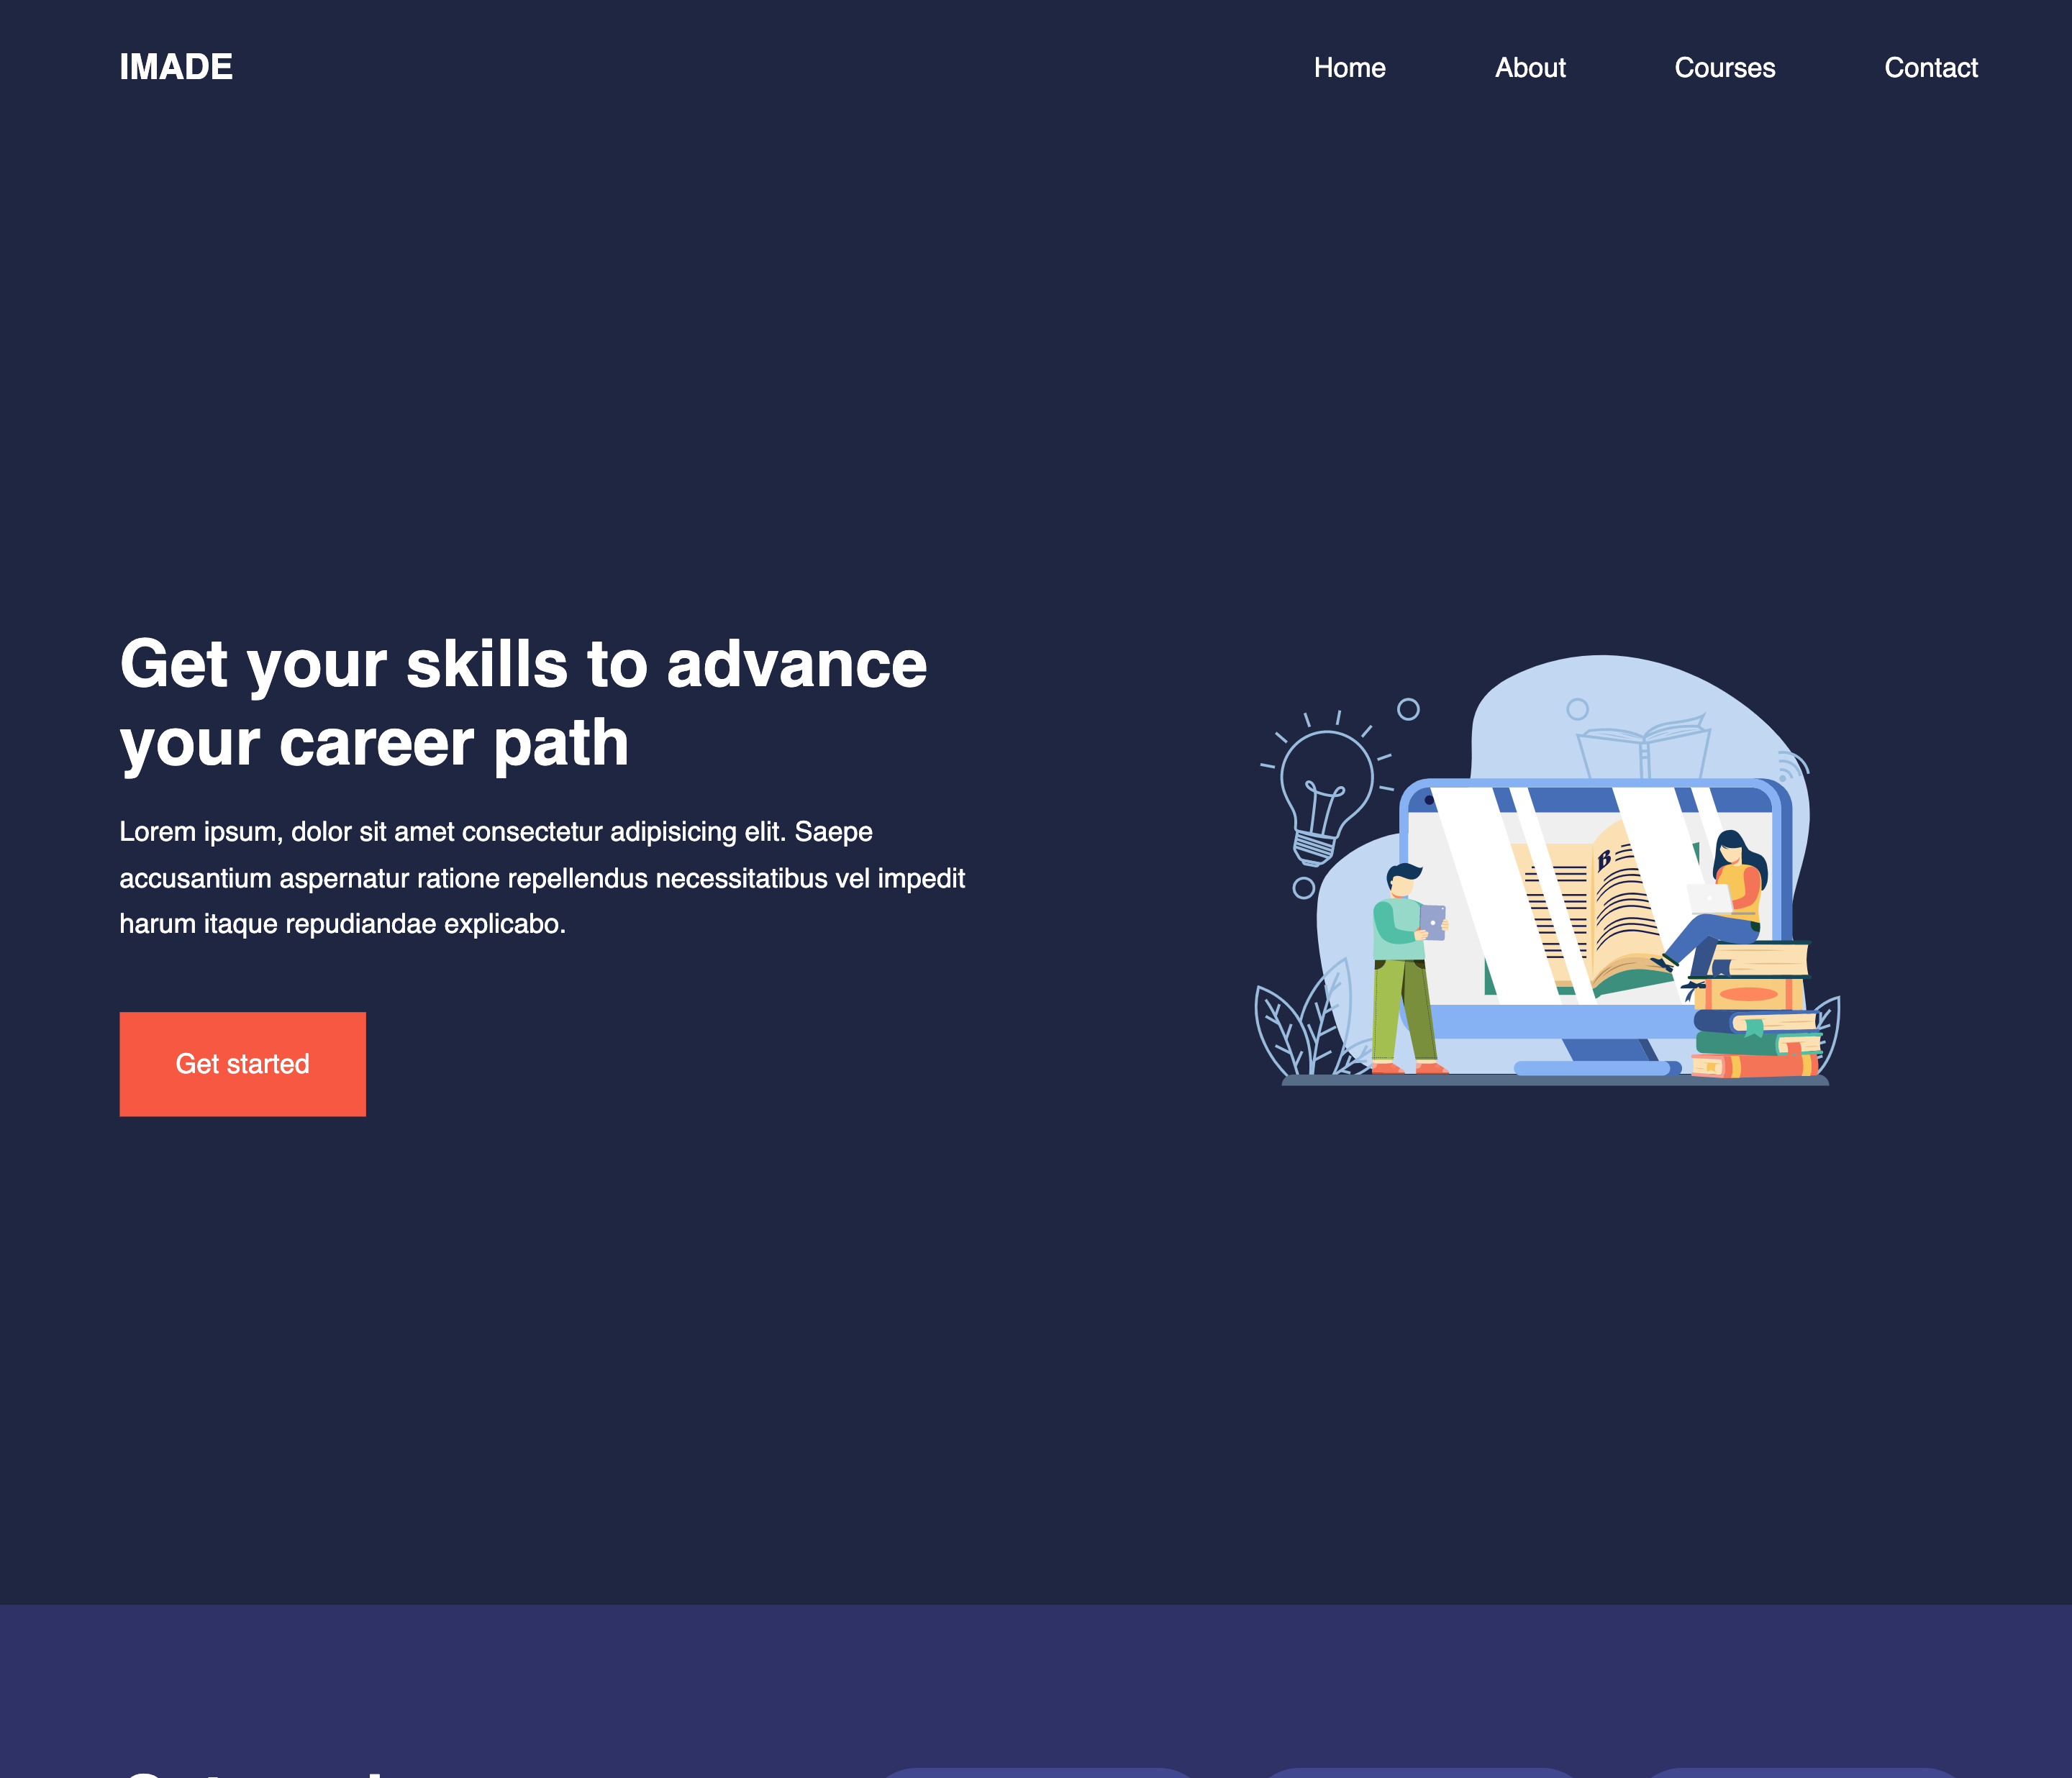 IMADE
Home
About
Courses
Contact
Get your skills to advance
your career path
Lorem ipsum, dolor sit amet consectetur adipisicing elit. Saepe
accusantium aspernatur ratione repellendus necessitatibus vel impedit
harum itaque repudiandae explicabo.
B
Get started